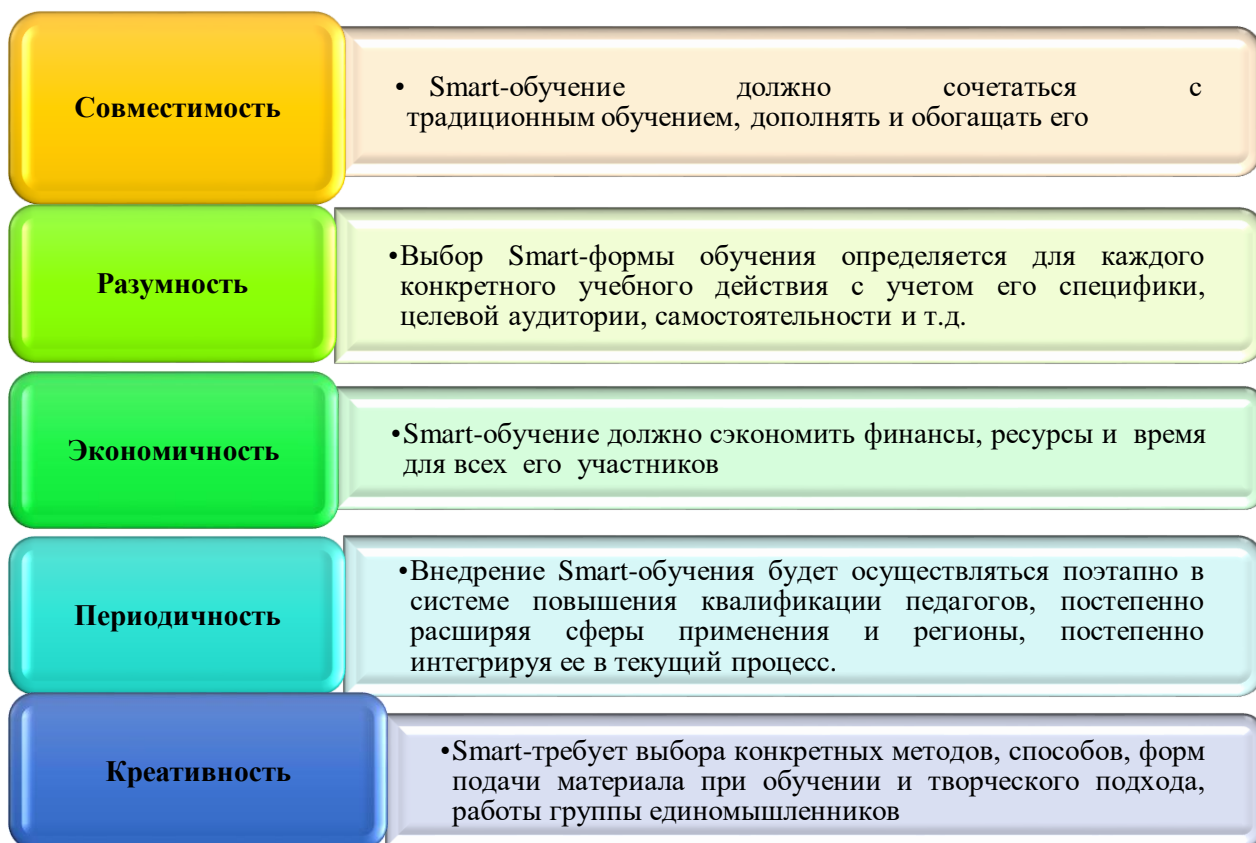 Совместимость
• Smart-обучение должно сочетаться с
традиционным обучением, дополнять и обогащать его
Разумность
•Выбор Smart-формы обучения определяется для каждого
конкретного учебного действия с учетом его специфики,
целевой аудитории, самостоятельности и т.д.
Экономичность
•Smart-обучение должно сэкономить финансы, ресурсы и время
для всех его участников
Периодичность
•Внедрение Smart-обучения будет осуществляться поэтапно в
системе повышения квалификации педагогов, постепенно
расширяя сферы применения и регионы, постепенно
интегрируя ее в текущий процесс.
Креативность
•Smart-требует выбора конкретных методов, способов, форм
подачи материала при обучении и творческого подхода,
работы группы единомышленников